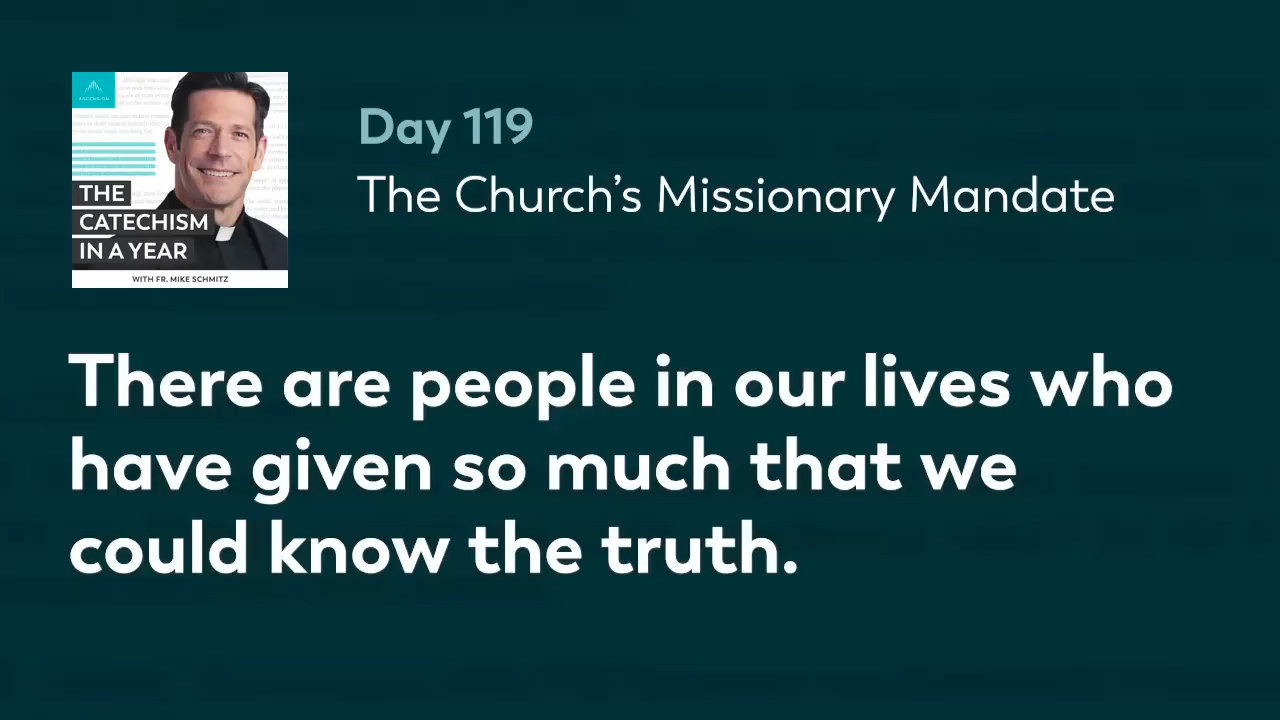 ASCENSION
THE
CATECHISM
IN A YEAR
WITH FR. MIKE SCHMITZ
Day 119
The Church’s Missionary Mandate
There are people in our lives who
have given so much that we
could know the truth.